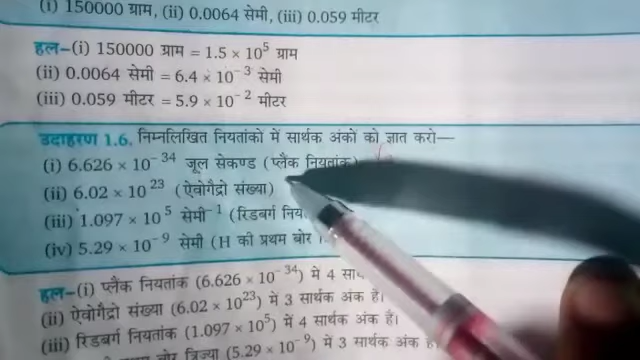 (i) 150000 ग्राम, (ii) 0.0064 सेमी, (iii) 0.059 मीटर
हल–(i) 150000 ग्राम = 1.5 × 10⁵ ग्राम
(ii) 0.0064 सेमी = 6.4 × 10⁻³ सेमी
(iii) 0.059 मीटर = 5.9 × 10⁻² मीटर
उदाहरण 1.6. निम्नलिखित नियतांको में सार्थक अंकों को ज्ञात करो—
(i) 6.626 × 10⁻³⁴ जूल सेकण्ड (प्लैंक नियतांक)
(ii) 6.02 × 10²³ (ऐवोगैद्रो संख्या)
(iii) 1.097 × 10⁵ सेमी⁻¹ (रिडबर्ग
(iv) 5.29 × 10⁻⁹ सेमी (H की प्रथम बोर
हल–(i) प्लैंक नियतांक (6.626 × 10⁻³⁴) मे 4
(ii) ऐवोगैद्रो संख्या (6.02 × 10²³) में 3 सार्थक अंक हैं।
(iii) रिडबर्ग नियतांक (1.097 × 10⁵) में 4 सार्थक अंक हैं।
बोर त्रिज्या (5.29 × 10⁻⁹) में 3 सार्थक अंक